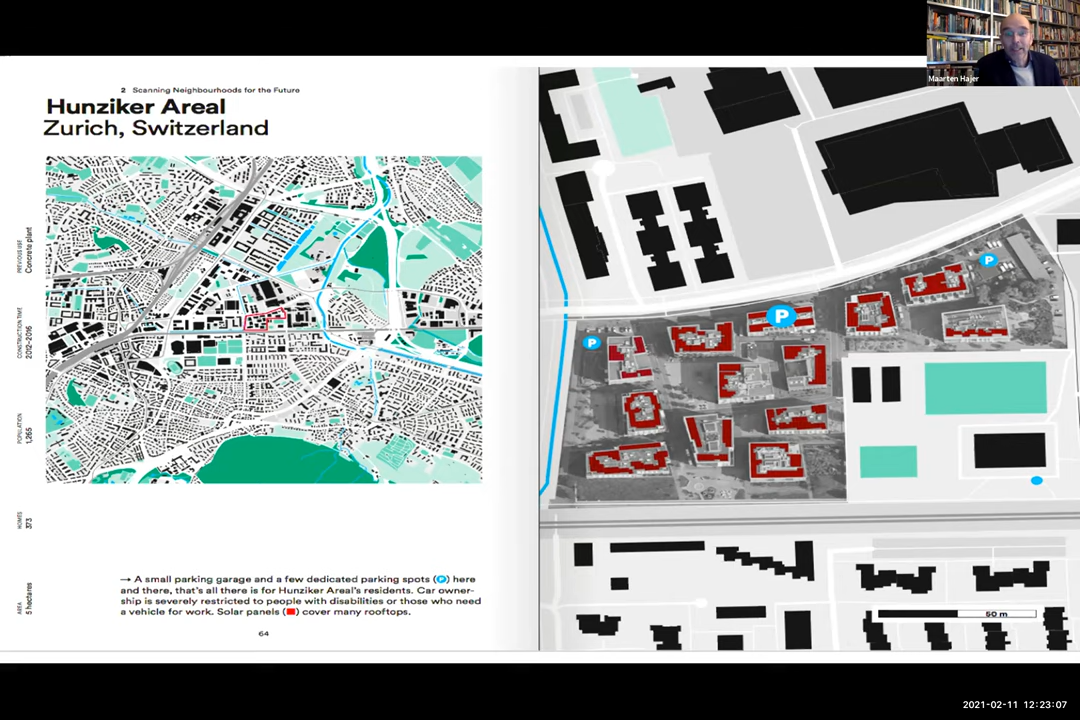 Maarten Hajer
2 Scanning Neighbourhoods for the Future
Hunziker Areal
Zurich, Switzerland
PREVIOUS USE
Concrete plant
CONSTRUCTION TIME
2012–2016
POPULATION
1,265
HOMES
373
AREA
5 hectares
P
P
P
→ A small parking garage and a few dedicated parking spots (P) here
and there, that's all there is for Hunziker Areal's residents. Car owner-
ship is severely restricted to people with disabilities or those who need
a vehicle for work. Solar panels ( ) cover many rooftops.
64
50 m
2021-02-11 12:23:07